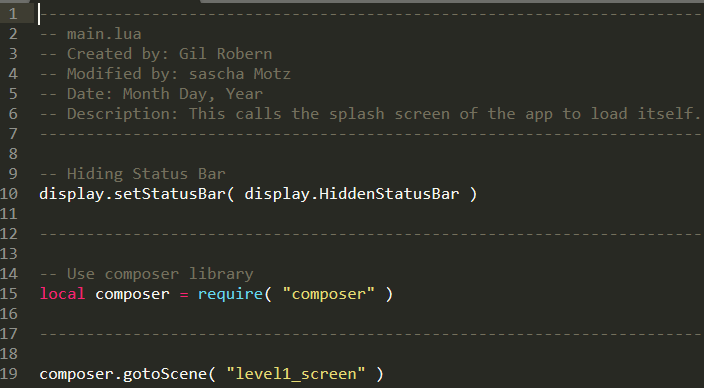 1 -----------------------------------------------------------------------
2 -- main.lua
3 -- Created by: Gil Robern
4 -- Modified by: sascha Motz
5 -- Date: Month Day, Year
6 -- Description: This calls the splash screen of the app to load itself.
7 -----------------------------------------------------------------------
8
9 -- Hiding Status Bar
10 display.setStatusBar( display.HiddenStatusBar )
11
12 -----------------------------------------------------------------------
13
14 -- Use composer library
15 local composer = require( "composer" )
16
17 -----------------------------------------------------------------------
18
19 composer.gotoScene( "level1_screen" )